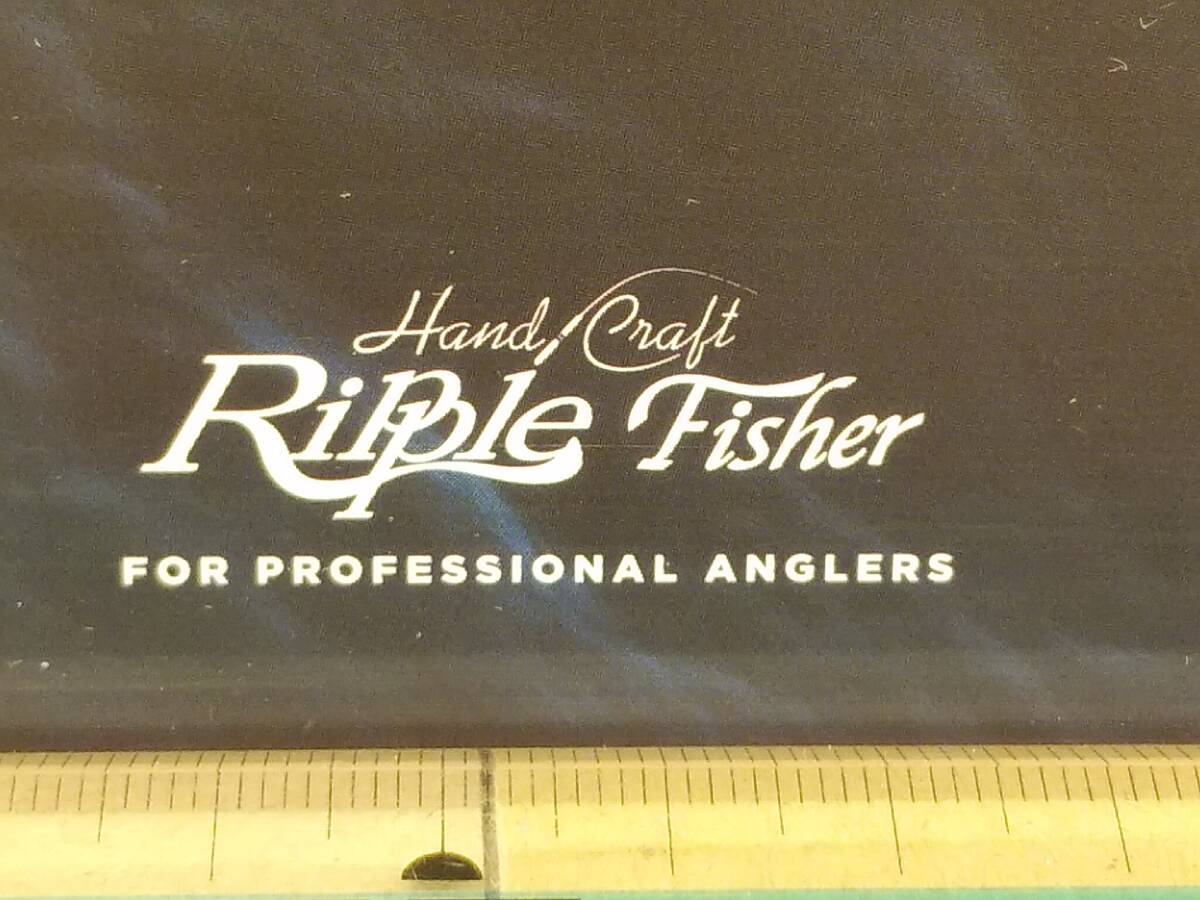 Hand Craft
Ripple Fisher
FOR PROFESSIONAL ANGLERS